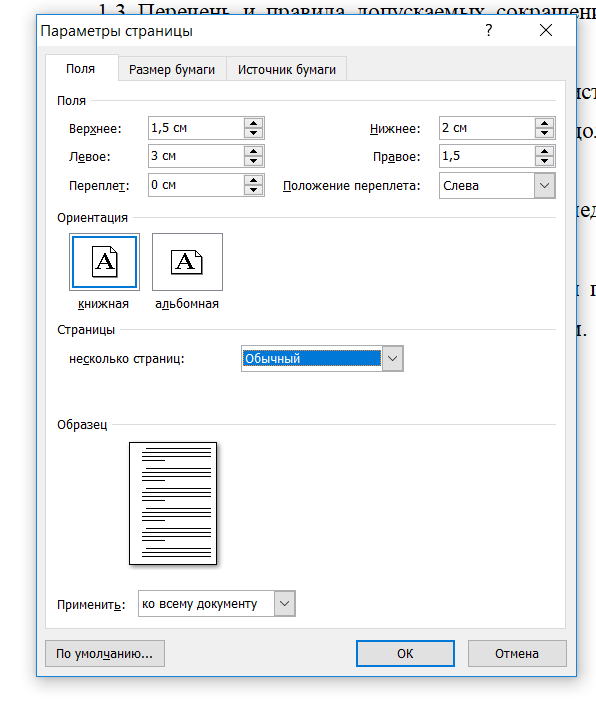 1.3 Перечень и правила допускаемых сокращени
Параметры страницы
?
Поля Размер бумаги Источник бумаги
Поля
Верхнее: 1,5 см Нижнее: 2 см
Левое: 3 см Правое: 1,5
Переплет: 0 см Положение переплета: Слева
Ориентация
A A
книжная альбомная
Страницы
несколько страниц: Обычный
Образец
Применить: ко всему документу
По умолчанию... ОК Отмена